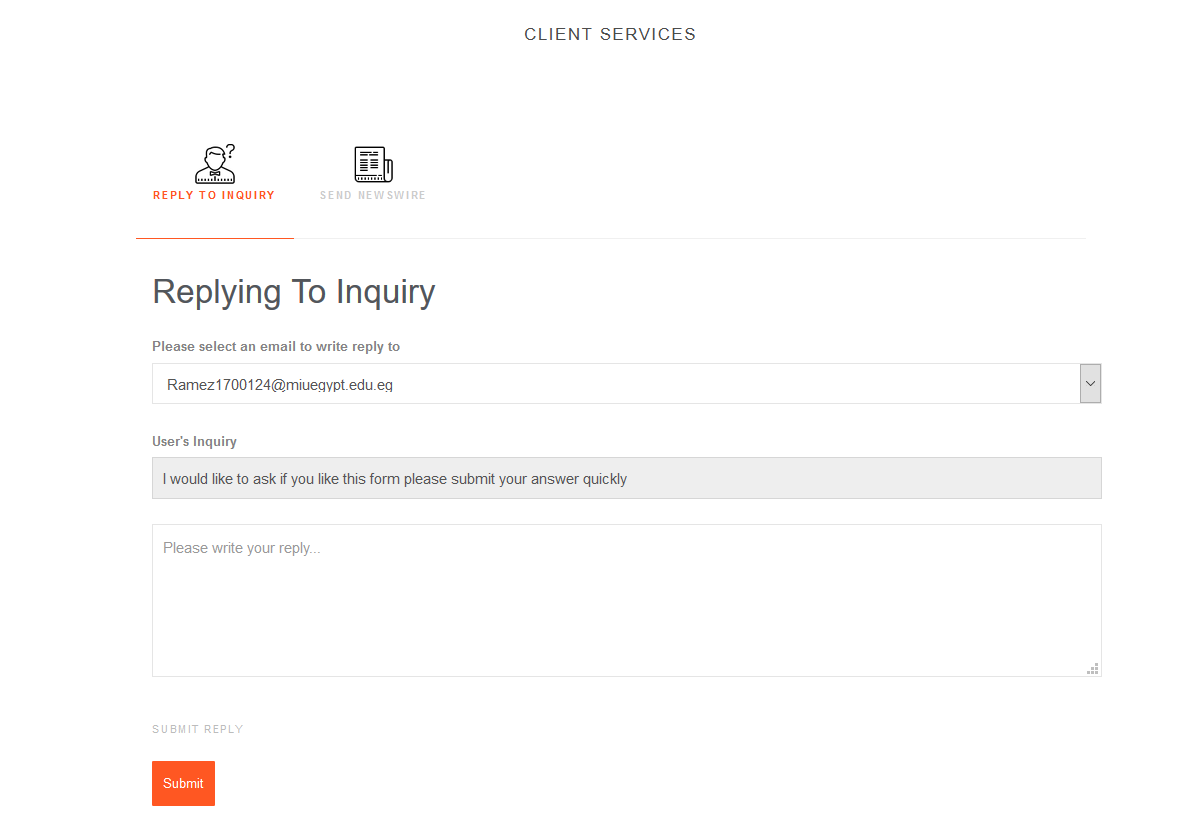 CLIENT SERVICES
?
REPLY TO INQUIRY
SEND NEWSWIRE
Replying To Inquiry
Please select an email to write reply to
Ramez1700124@miuegypt.edu.eg
User's Inquiry
I would like to ask if you like this form please submit your answer quickly
Please write your reply...
SUBMIT REPLY
Submit